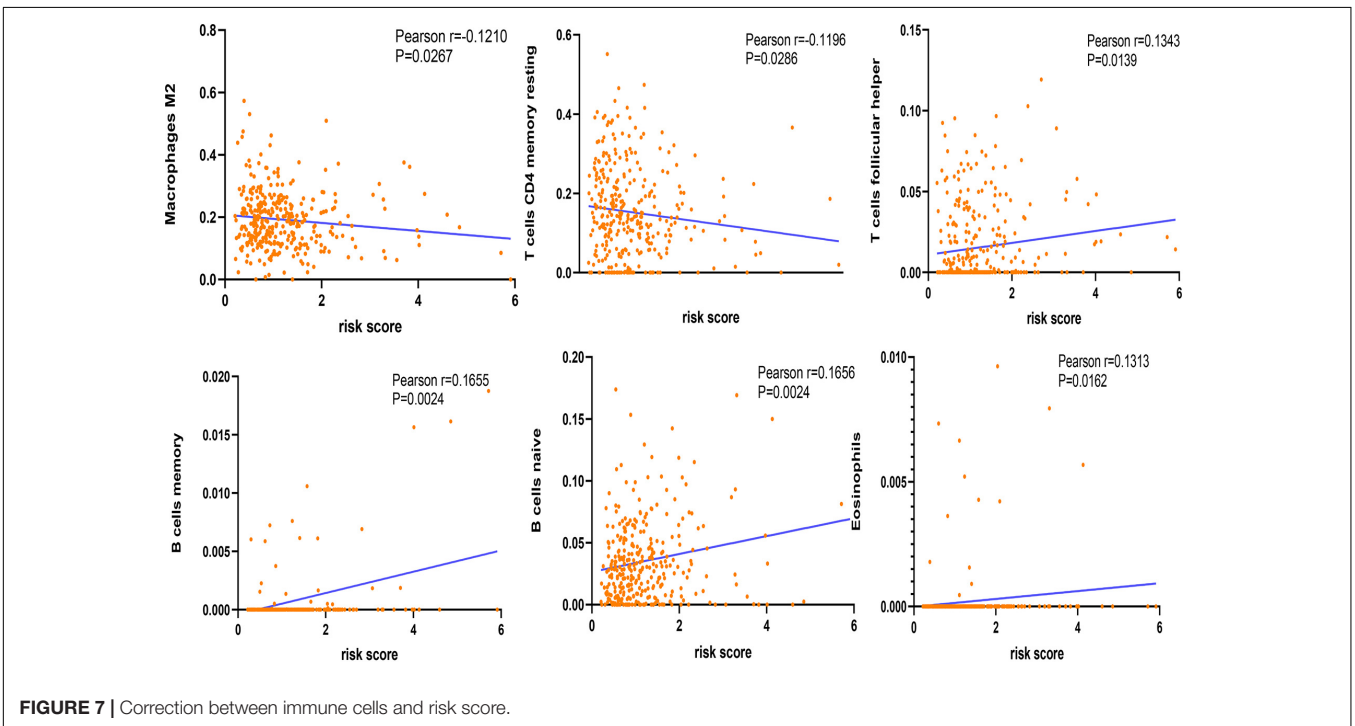 Pearson r=-0.1210
P=0.0267
Macrophages M2
0.8
0.6
0.4
0.2
0.0
0 2 4 6
risk score
Pearson r=-0.1196
P=0.0286
T cells CD4 memory resting
0.6
0.4
0.2
0.0
risk score
Pearson r=0.1343
P=0.0139
T cells follicular helper
0.15
0.10
0.05
0.00
0 2 4 6
risk score
Pearson r=0.1655
P=0.0024
B cells memory
0.020
0.015
0.010
0.005
0.000
0 2 4 6
risk score
Pearson r=0.1656
P=0.0024
B cells naive
0.20
0.15
0.10
0.05
0.00
0 2 4 6
risk score
Pearson r=0.1313
P=0.0162
Eosinophils
0.010
0.005
0.000
0 2 4 6
risk score
FIGURE 7 | Correction between immune cells and risk score.